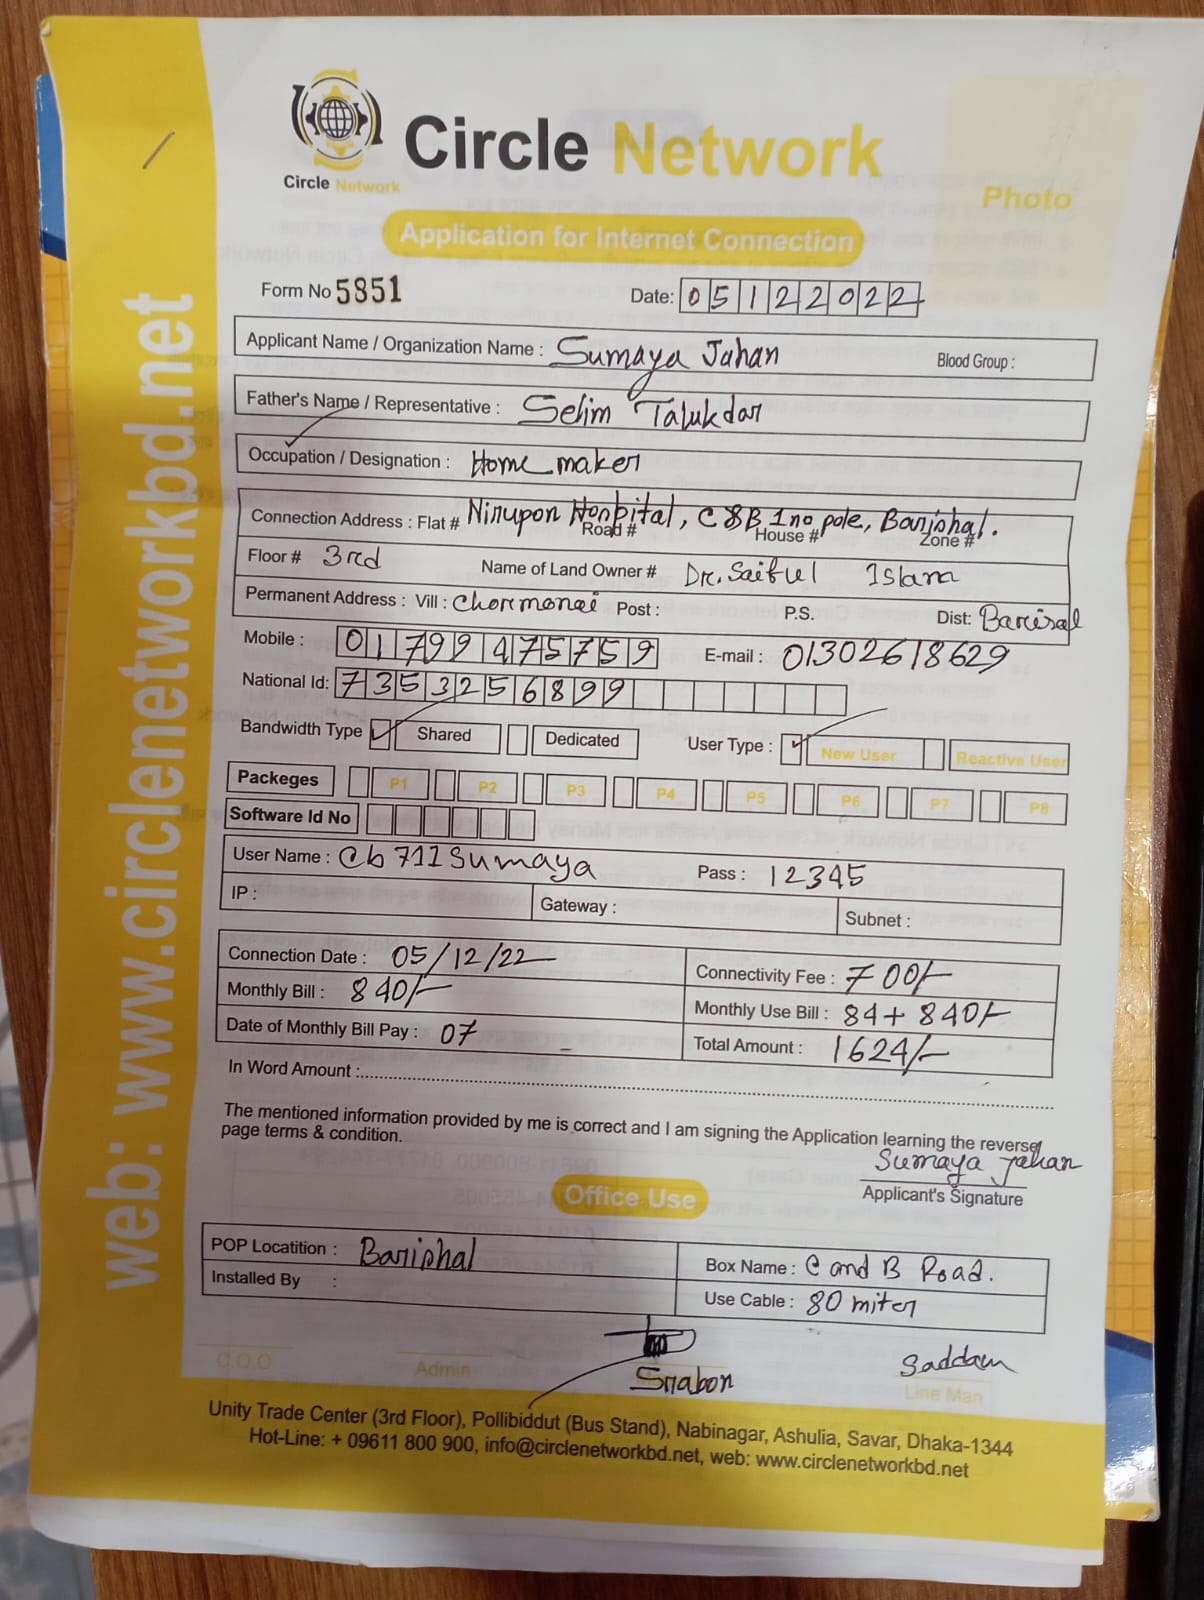 Circle Network
Circle Network
Photo
Application for Internet Connection
Form No 5851
Date: 05122022
Applicant Name / Organization Name : Sumaya Jahan Blood Group :
Father's Name / Representative : Selim Talukdar
Occupation / Designation : Home maker
Connection Address : Flat # Nirupon Hospital, C&B 1no pole, Barishal.
Road # House # Zone #
Floor # 3rd Name of Land Owner # Dr. Saiful Islam
Permanent Address : Vill : Chormonai Post : P.S. Dist: Barisal
Mobile : 01799475759 E-mail : 01302618629
National Id: 7353256899
Bandwidth Type Shared Dedicated User Type : New User Reactive User
Packeges P1 P2 P3 P4 P5 P6 P7 P8
Software Id No
User Name : Cb711Sumaya Pass : 12345
IP : Gateway : Subnet :
Connection Date : 05/12/22 Connectivity Fee : 700/-
Monthly Bill : 840/- Monthly Use Bill : 84+840/-
Date of Monthly Bill Pay : 07 Total Amount : 1624/-
In Word Amount :
The mentioned information provided by me is correct and I am signing the Application learning the reverse
page terms & condition.
Sumaya Jahan
Applicant's Signature
Office Use
POP Locatition : Barishal Box Name : C and B Road.
Installed By : Use Cable : 80 miter
Srabon Saddam
C.O.O Admin Line Man
Unity Trade Center (3rd Floor), Pollibiddut (Bus Stand), Nabinagar, Ashulia, Savar, Dhaka-1344
Hot-Line: + 09611 800 900, info@circlenetworkbd.net, web: www.circlenetworkbd.net
web: www.circlenetworkbd.net